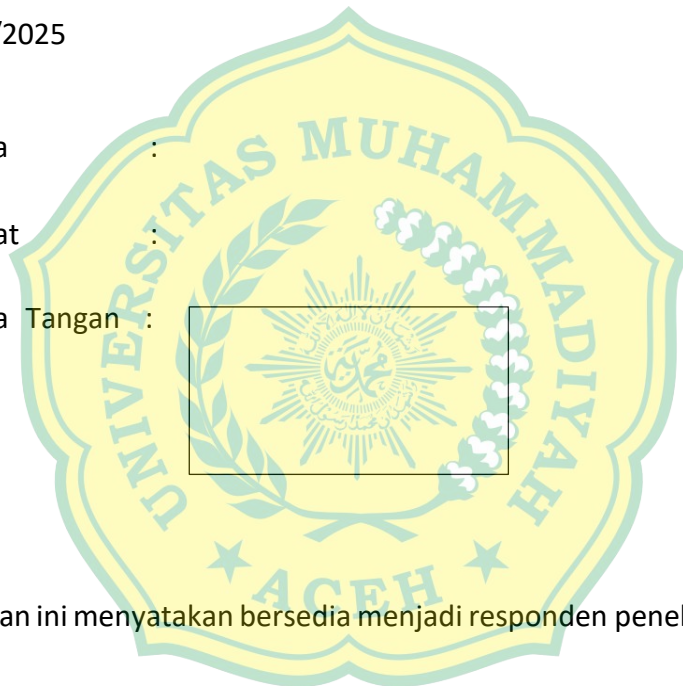 /2025
a :
at :
a Tangan :
UNIVERSITAS MUHAMMADIYAH
ACEH
an ini menyatakan bersedia menjadi responden penel